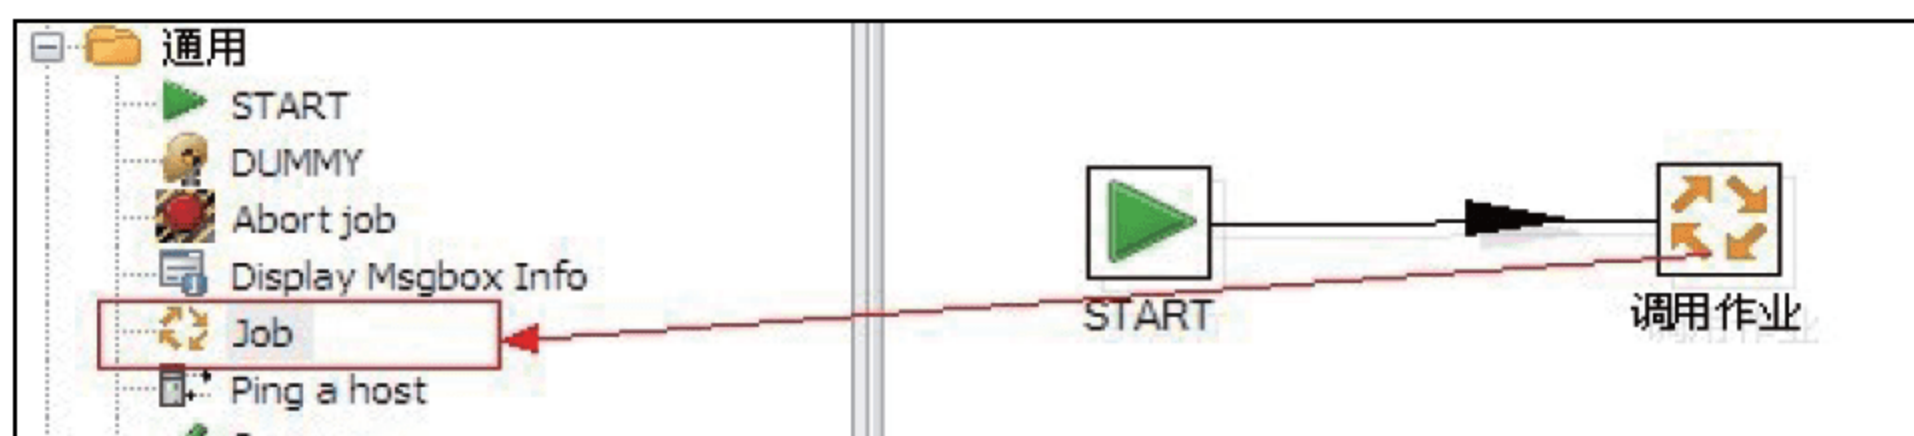 通用
START
DUMMY
Abort job
Display Msgbox Info
Job
Ping a host
START
调用作业